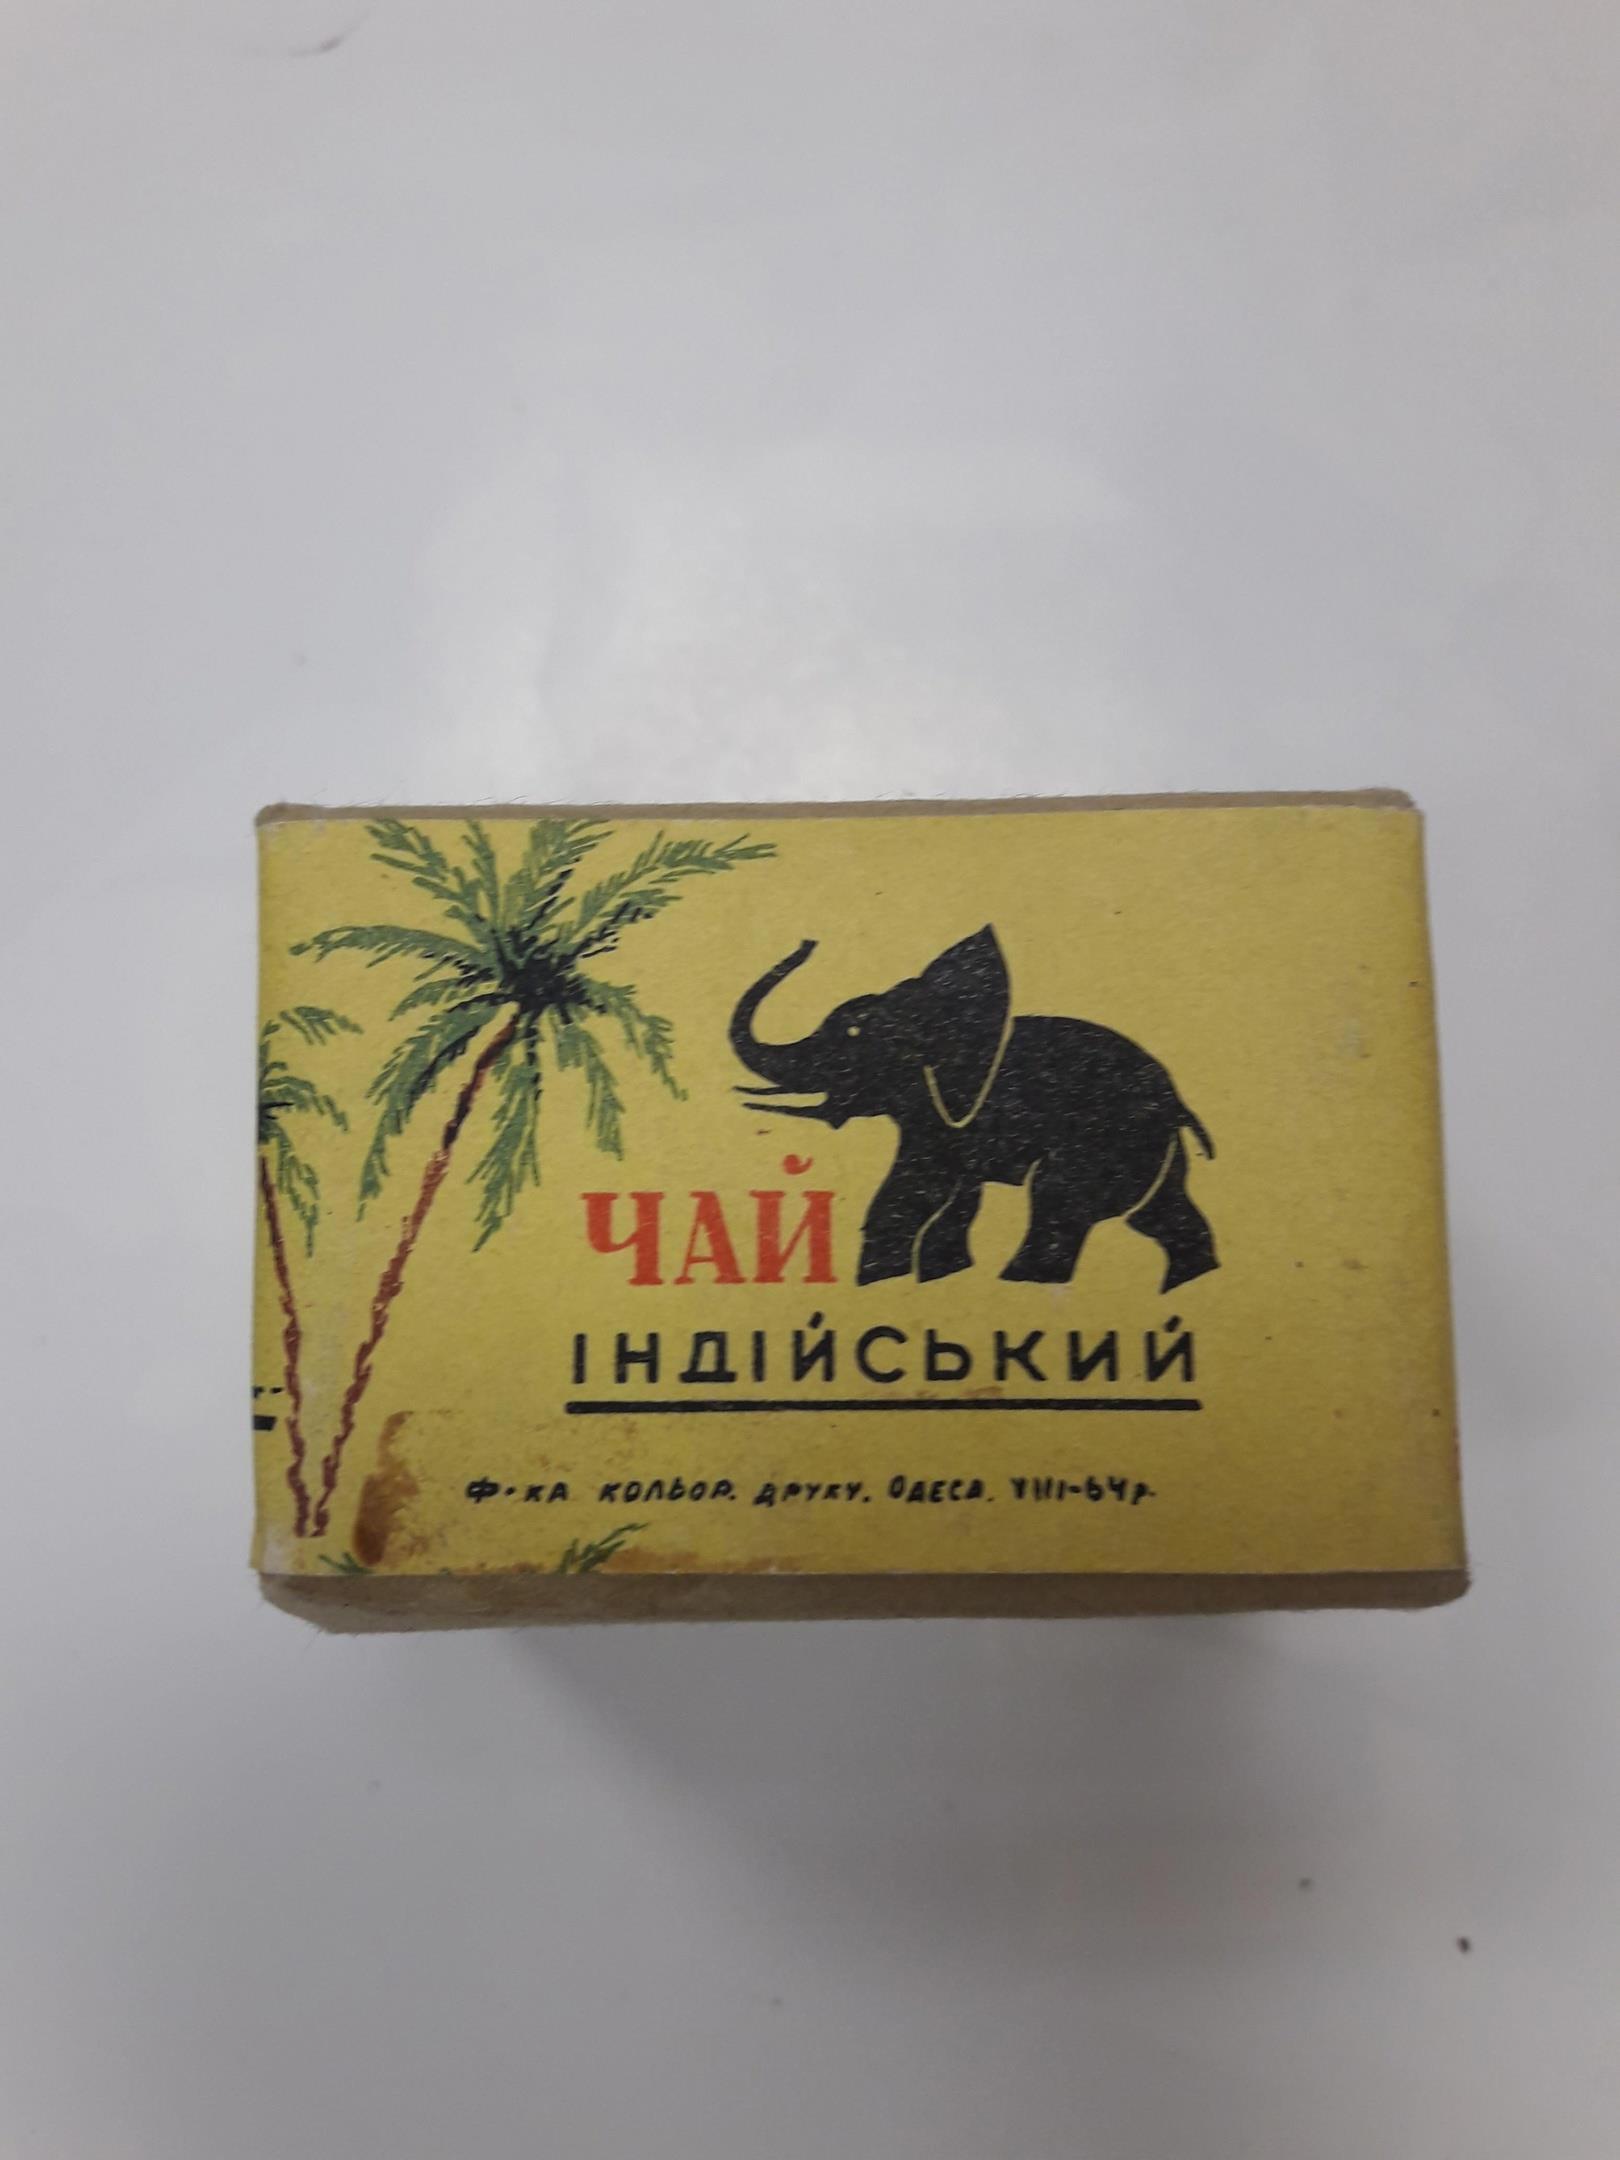 ЧАЙ
ІНДІЙСЬКИЙ
Ф-КА КОЛЬОР. ДРУКУ. ОДЕСА. VIII-64р.